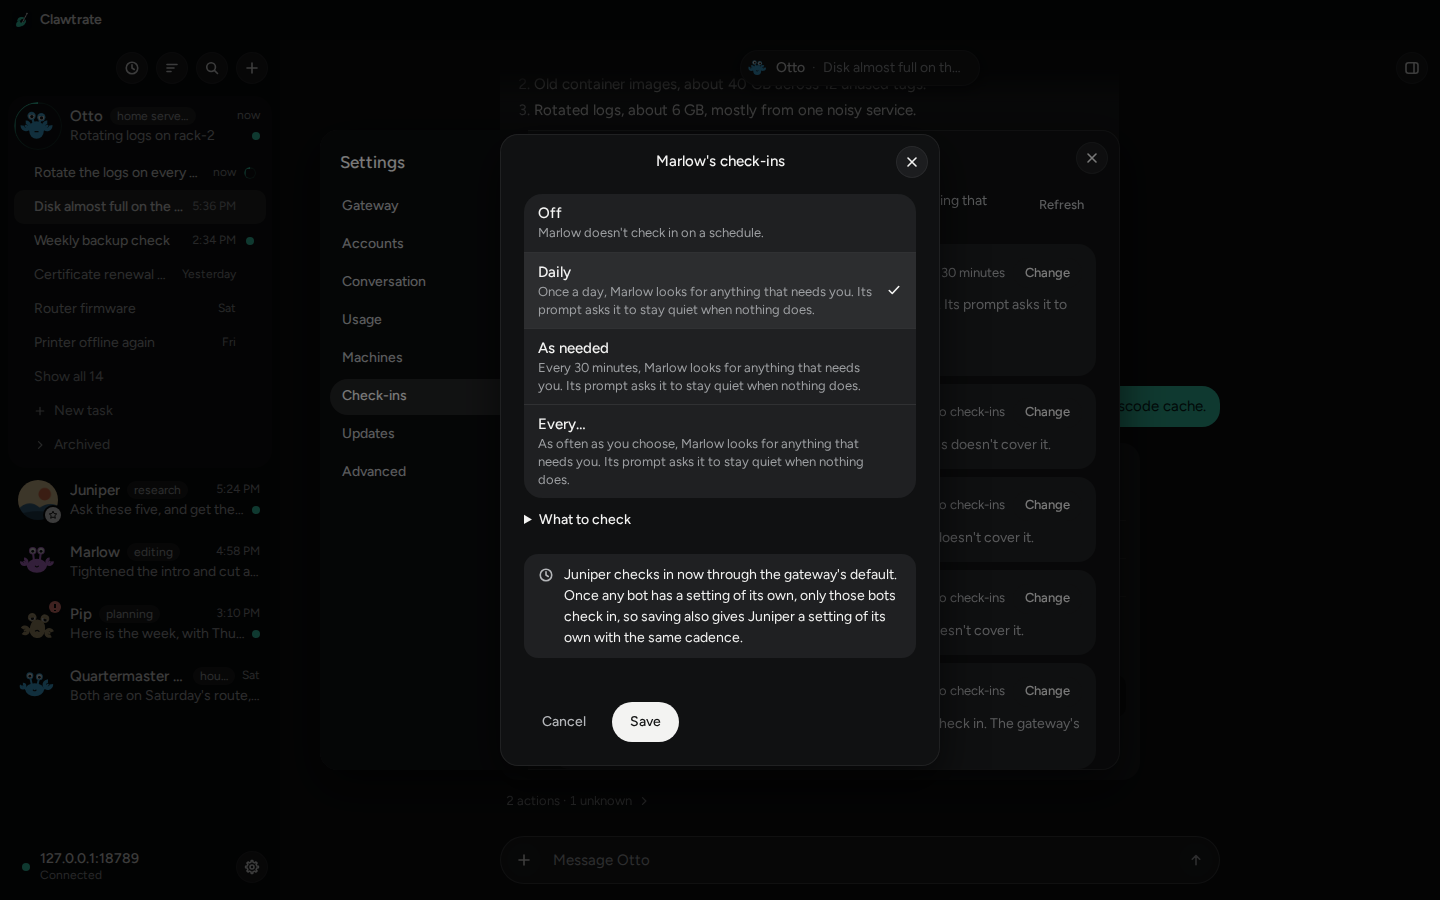 Clawtrate
Otto
home serve...
now
Rotating logs on rack-2
Rotate the logs on every ...
now
Disk almost full on the ...
5:36 PM
Weekly backup check
2:34 PM
Certificate renewal ...
Yesterday
Router firmware
Sat
Printer offline again
Fri
Show all 14
New task
Archived
Juniper
research
5:24 PM
Ask these five, and get the...
Marlow
editing
4:58 PM
Tightened the intro and cut a...
Pip
planning
3:10 PM
Here is the week, with Thu...
Quartermaster ...
hou...
Sat
Both are on Saturday's route,...
127.0.0.1:18789
Connected
Otto · Disk almost full on th...
2. Old container images, about 40 GB across 12 unused tags.
3. Rotated logs, about 6 GB, mostly from one noisy service.
Settings
Gateway
Accounts
Conversation
Usage
Machines
Check-ins
Updates
Advanced
Marlow's check-ins
Off
Marlow doesn't check in on a schedule.
Daily
Once a day, Marlow looks for anything that needs you. Its
prompt asks it to stay quiet when nothing does.
As needed
Every 30 minutes, Marlow looks for anything that needs
you. Its prompt asks it to stay quiet when nothing does.
Every...
As often as you choose, Marlow looks for anything that
needs you. Its prompt asks it to stay quiet when nothing
does.
What to check
Juniper checks in now through the gateway's default.
Once any bot has a setting of its own, only those bots
check in, so saving also gives Juniper a setting of its
own with the same cadence.
Cancel
Save
ing that
Refresh
30 minutes
Change
Its prompt asks it to
o check-ins
Change
s doesn't cover it.
o check-ins
Change
doesn't cover it.
o check-ins
Change
esn't cover it.
o check-ins
Change
heck in. The gateway's
scode cache.
2 actions · 1 unknown
Message Otto